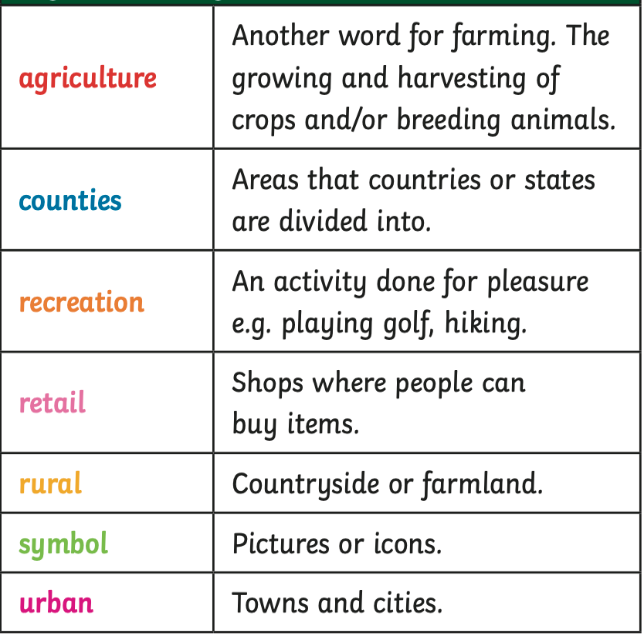 agriculture
Another word for farming. The
growing and harvesting of
crops and/or breeding animals.
counties
Areas that countries or states
are divided into.
recreation
An activity done for pleasure
e.g. playing golf, hiking.
retail
Shops where people can
buy items.
rural
Countryside or farmland.
symbol
Pictures or icons.
urban
Towns and cities.